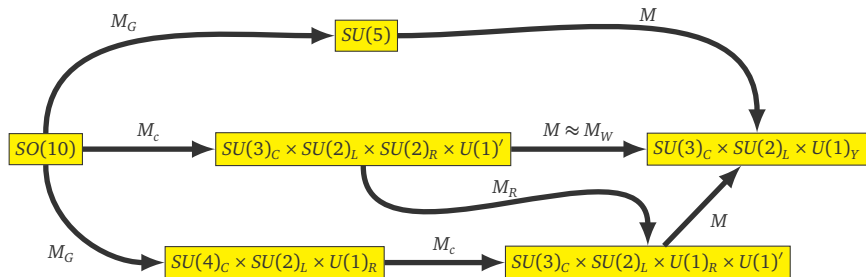 M_G
M
SU(5)
M_c
M ≈ M_W
SO(10)
SU(3)_C × SU(2)_L × SU(2)_R × U(1)′
SU(3)_C × SU(2)_L × U(1)_Y
M_R
M
M_G
M_c
SU(4)_C × SU(2)_L × U(1)_R
SU(3)_C × SU(2)_L × U(1)_R × U(1)′